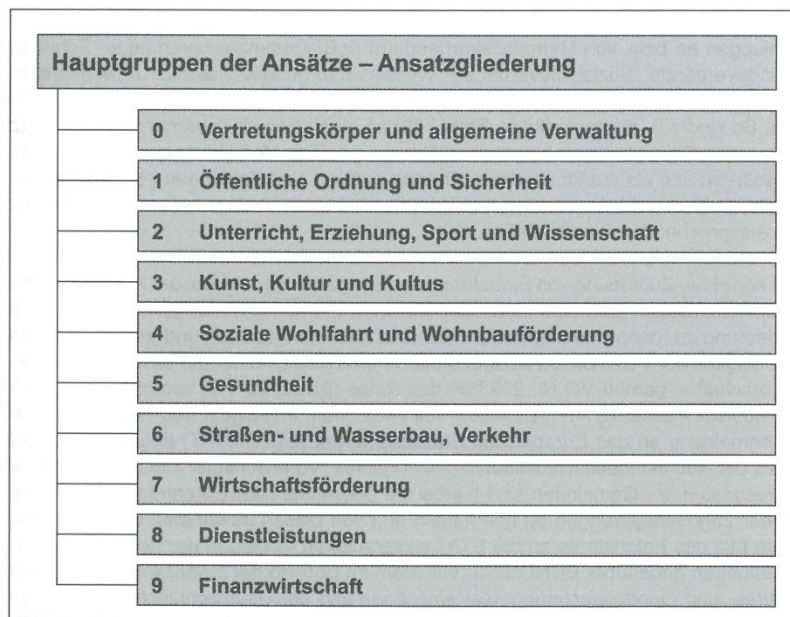 Hauptgruppen der Ansätze – Ansatzgliederung
0 Vertretungskörper und allgemeine Verwaltung
1 Öffentliche Ordnung und Sicherheit
2 Unterricht, Erziehung, Sport und Wissenschaft
3 Kunst, Kultur und Kultus
4 Soziale Wohlfahrt und Wohnbauförderung
5 Gesundheit
6 Straßen- und Wasserbau, Verkehr
7 Wirtschaftsförderung
8 Dienstleistungen
9 Finanzwirtschaft